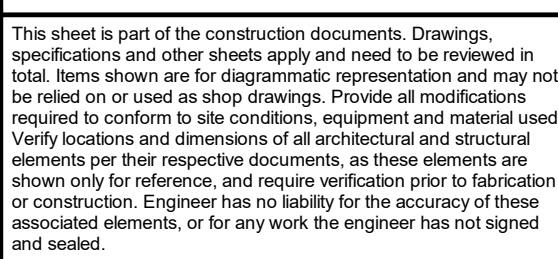 This sheet is part of the construction documents. Drawings,
specifications and other sheets apply and need to be reviewed in
total. Items shown are for diagrammatic representation and may not
be relied on or used as shop drawings. Provide all modifications
required to conform to site conditions, equipment and material used
Verify locations and dimensions of all architectural and structural
elements per their respective documents, as these elements are
shown only for reference, and require verification prior to fabrication
or construction. Engineer has no liability for the accuracy of these
associated elements, or for any work the engineer has not signed
and sealed.